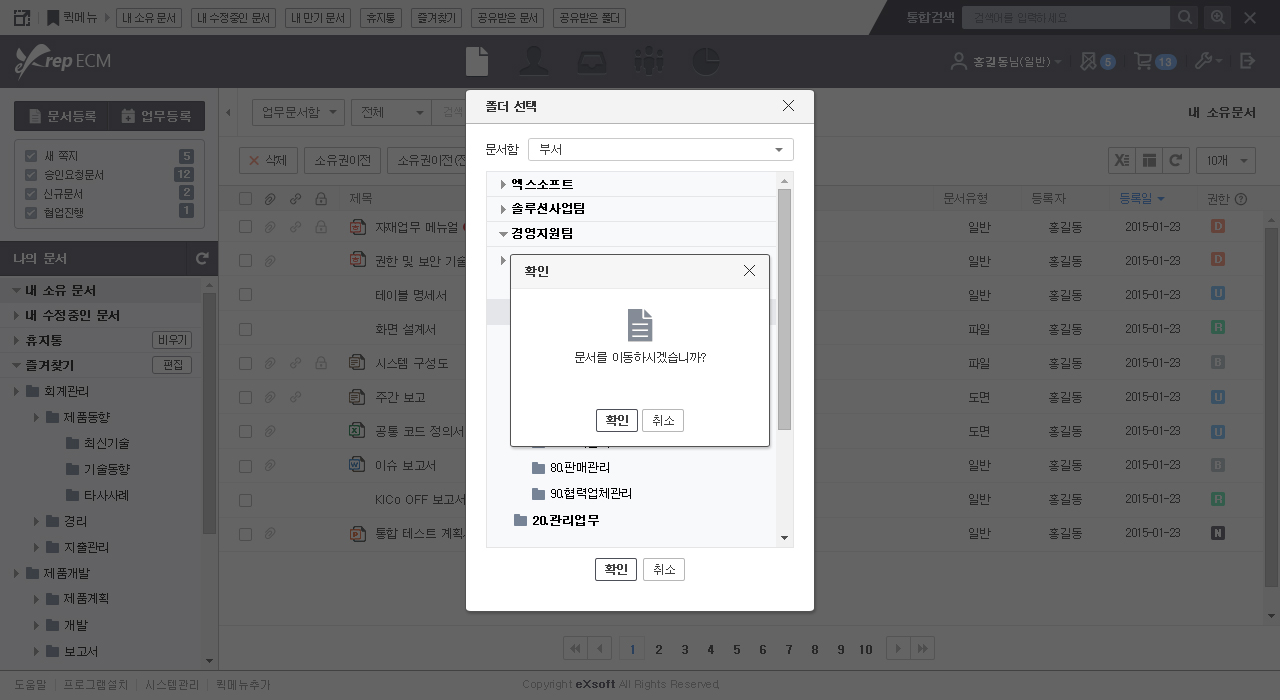 퀵메뉴 내 소유 문서 내 수정중인 문서 내 만기 문서 휴지통 즐겨찾기 공유받은 문서 공유받은 폴더 통합검색 검색어를 입력하세요
eXrep ECM 홍길동님(일반) 5 13
문서등록 업무등록
업무문서함 전체 내 소유문서
새 쪽지 5
승인요청문서 12
신규문서 2
협업진행 1
삭제 소유권이전 10개
제목 문서유형 등록자 등록일 권한
자재업무 메뉴얼 일반 홍길동 2015-01-23 D
권한 및 보안 기술 일반 홍길동 2015-01-23 D
테이블 명세서 일반 홍길동 2015-01-23 U
화면 설계서 파일 홍길동 2015-01-23 R
시스템 구성도 파일 홍길동 2015-01-23 B
주간 보고 도면 홍길동 2015-01-23 U
공통 코드 정의서 도면 홍길동 2015-01-23 U
이슈 보고서 일반 홍길동 2015-01-23 B
KICo OFF 보고서 일반 홍길동 2015-01-23 R
통합 테스트 계획 일반 홍길동 2015-01-23 N
나의 문서
내 소유 문서
내 수정중인 문서
휴지통 비우기
즐겨찾기 편집
회계관리
제품동향
최신기술
기술동향
타사사례
경리
지출관리
제품개발
제품계획
개발
보고서
폴더 선택
문서함 부서
엑스소프트
솔루션사업팀
경영지원팀
확인
문서를 이동하시겠습니까?
확인 취소
80.판매관리
90.협력업체관리
20.관리업무
확인 취소
1 2 3 4 5 6 7 8 9 10
도움말 프로그램설치 시스템관리 퀵메뉴추가
Copyright eXsoft All Rights Reserved.